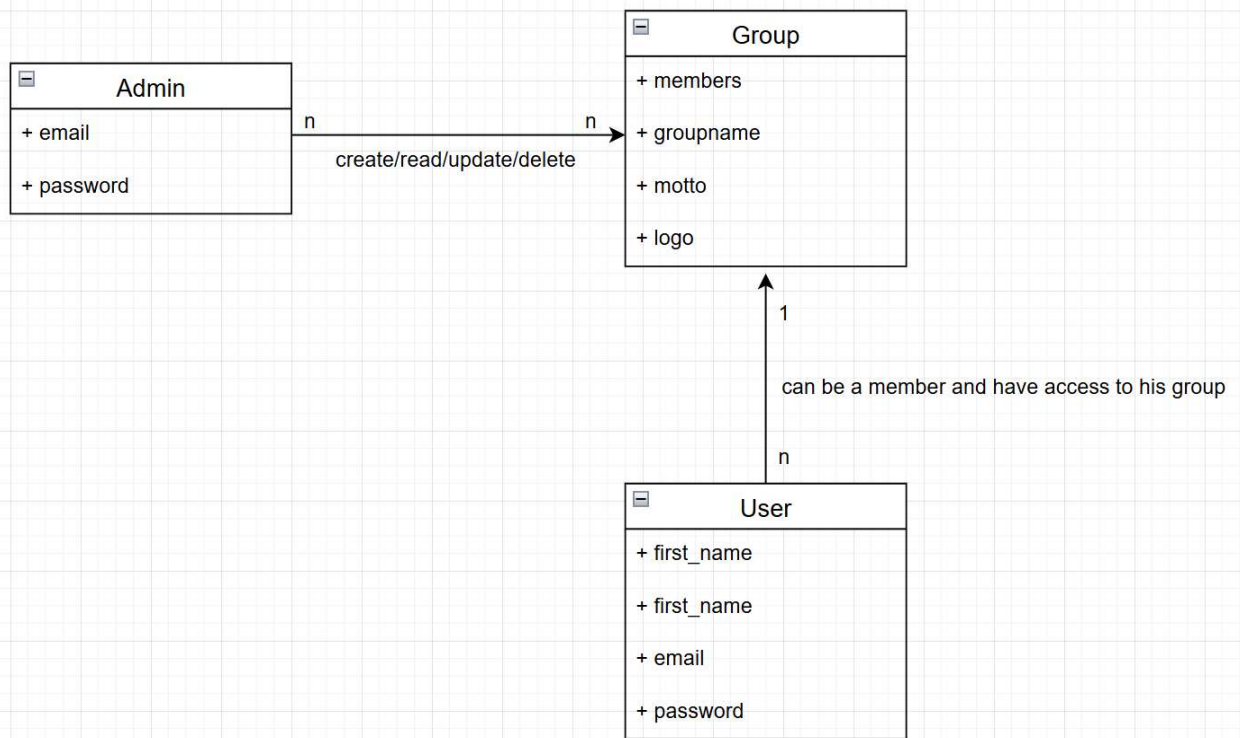 Group
+ members
+ groupname
+ motto
+ logo
Admin
+ email
+ password
n
n
create/read/update/delete
1
can be a member and have access to his group
n
User
+ first_name
+ first_name
+ email
+ password